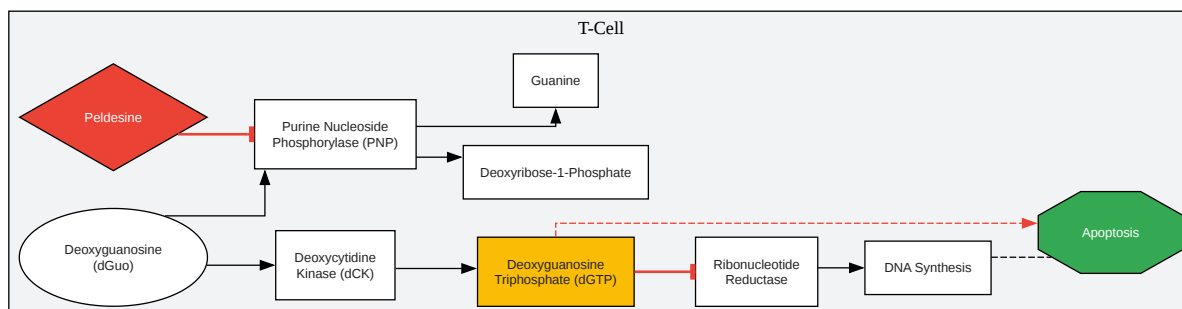 T-Cell
Guanine
Peldesine
Purine Nucleoside
Phosphorylase (PNP)
Deoxyribose-1-Phosphate
Deoxyguanosine
(dGuo)
Deoxycytidine
Kinase (dCK)
Deoxyguanosine
Triphosphate (dGTP)
Ribonucleotide
Reductase
DNA Synthesis
Apoptosis